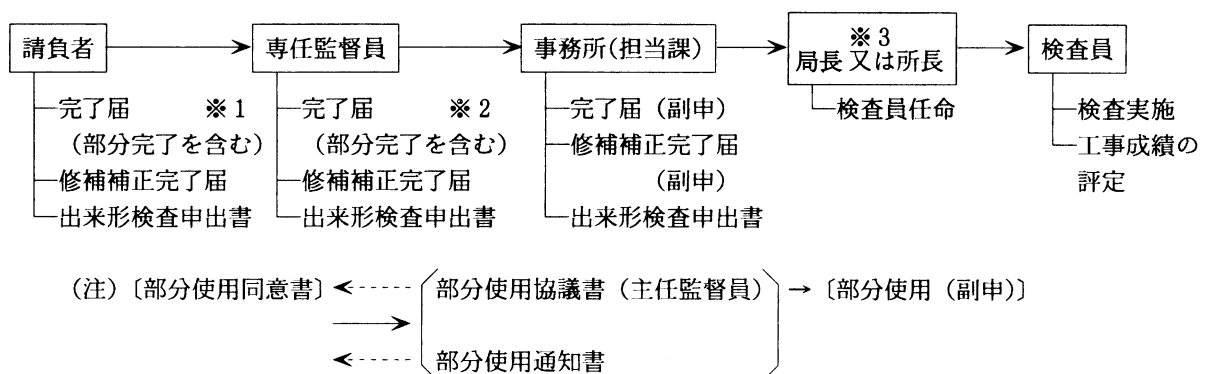 請負者 専任監督員 事務所(担当課) ※3 局長又は所長 検査員
完了届 ※1
(部分完了を含む)
修補補正完了届
出来形検査申出書
完了届 ※2
(部分完了を含む)
修補補正完了届
出来形検査申出書
完了届(副申)
修補補正完了届
(副申)
出来形検査申出書
検査員任命
検査実施
工事成績の
評定
(注)〔部分使用同意書〕 部分使用協議書(主任監督員) → 〔部分使用(副申)〕
部分使用通知書